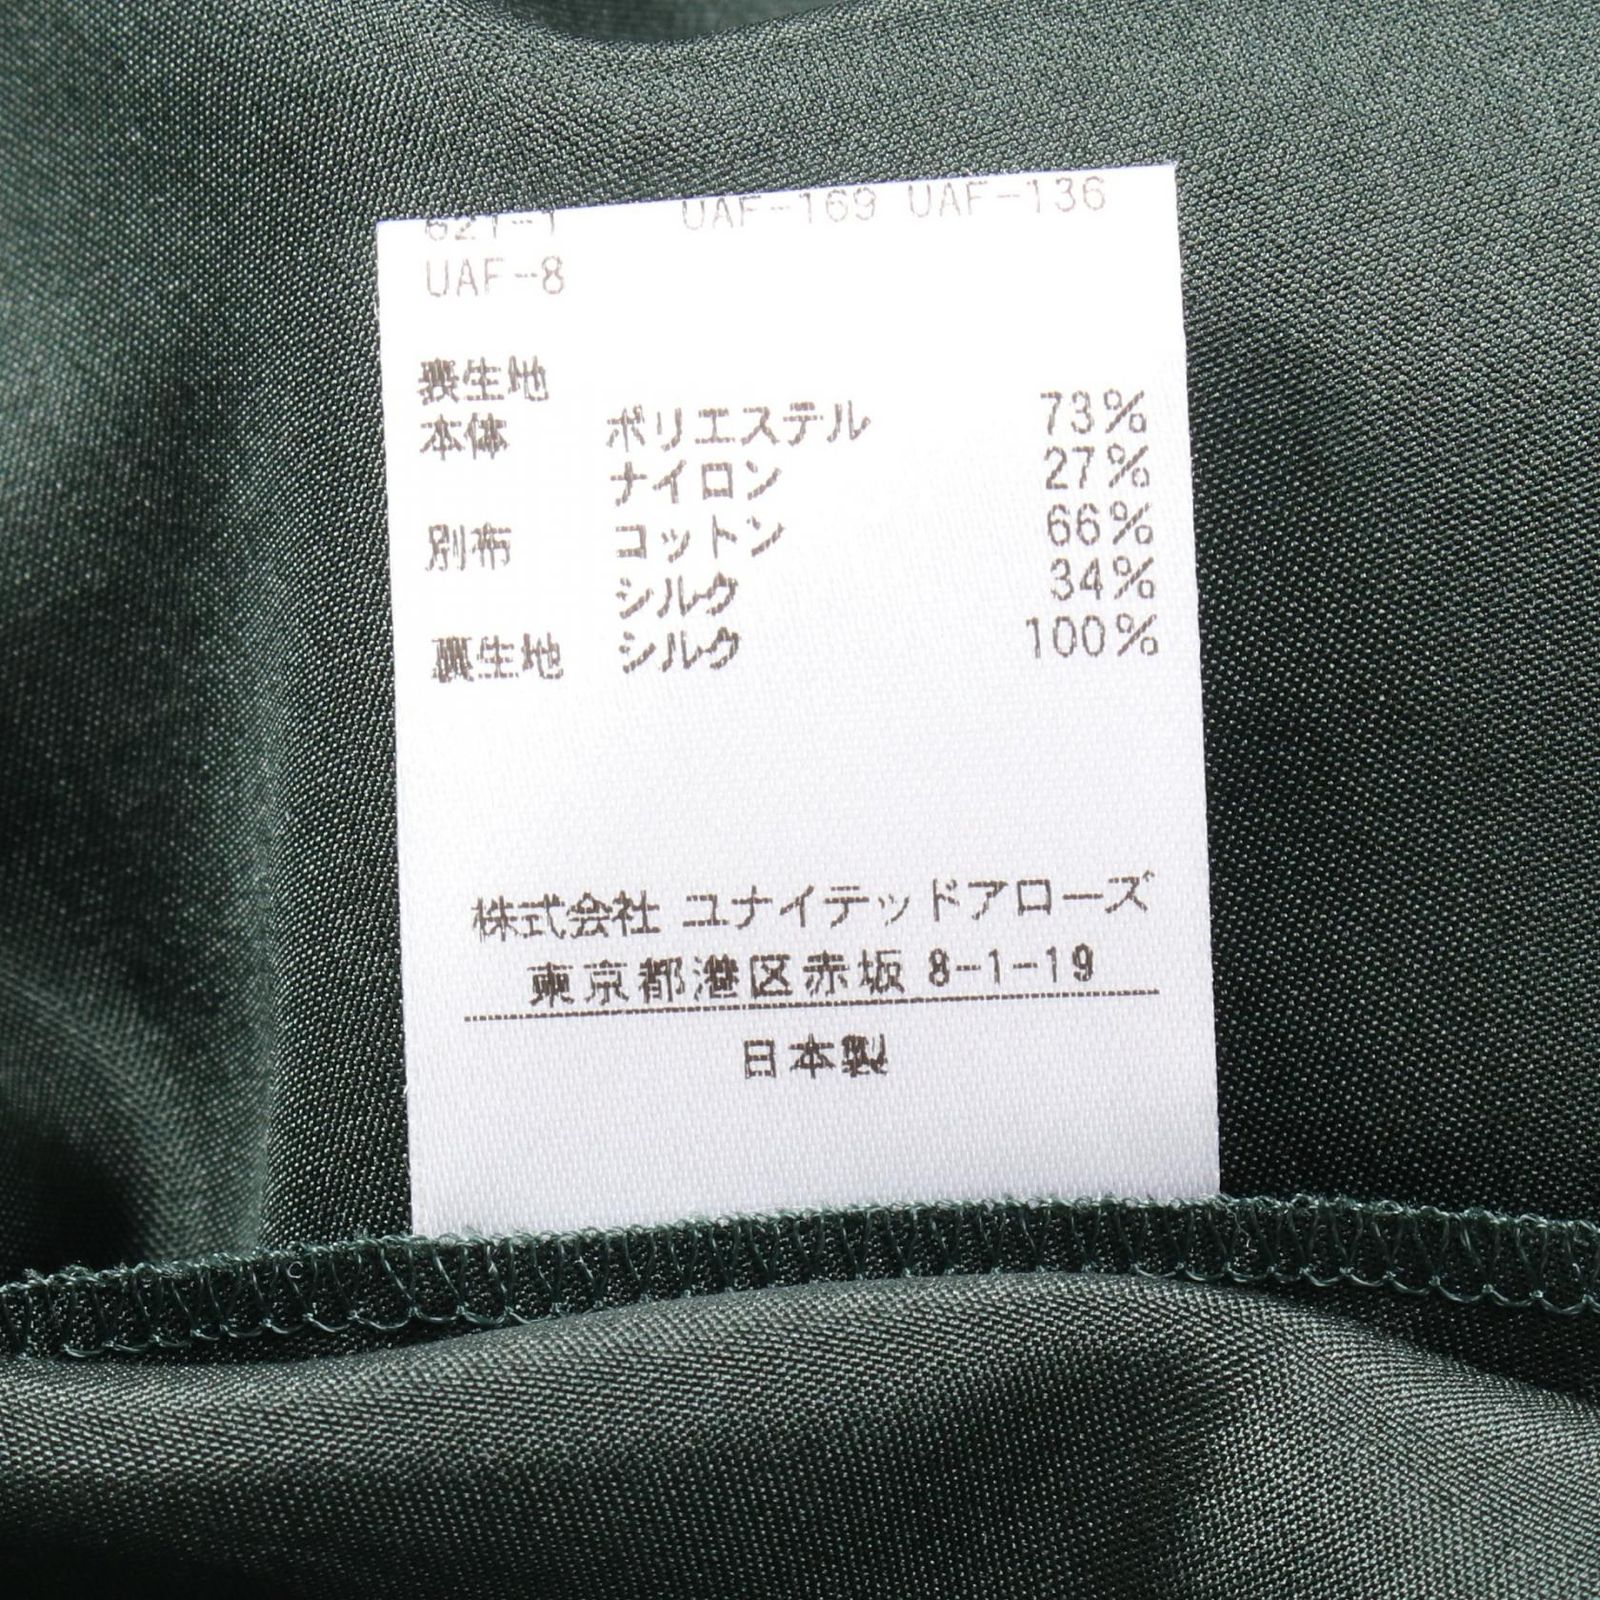 621-1 UAF-169 UAF-136
UAF-8
表生地
本体 ポリエステル 73%
ナイロン 27%
別布 コットン 66%
シルク 34%
裏生地 シルク 100%
株式会社 ユナイテッドアローズ
東京都港区赤坂 8-1-19
日本製